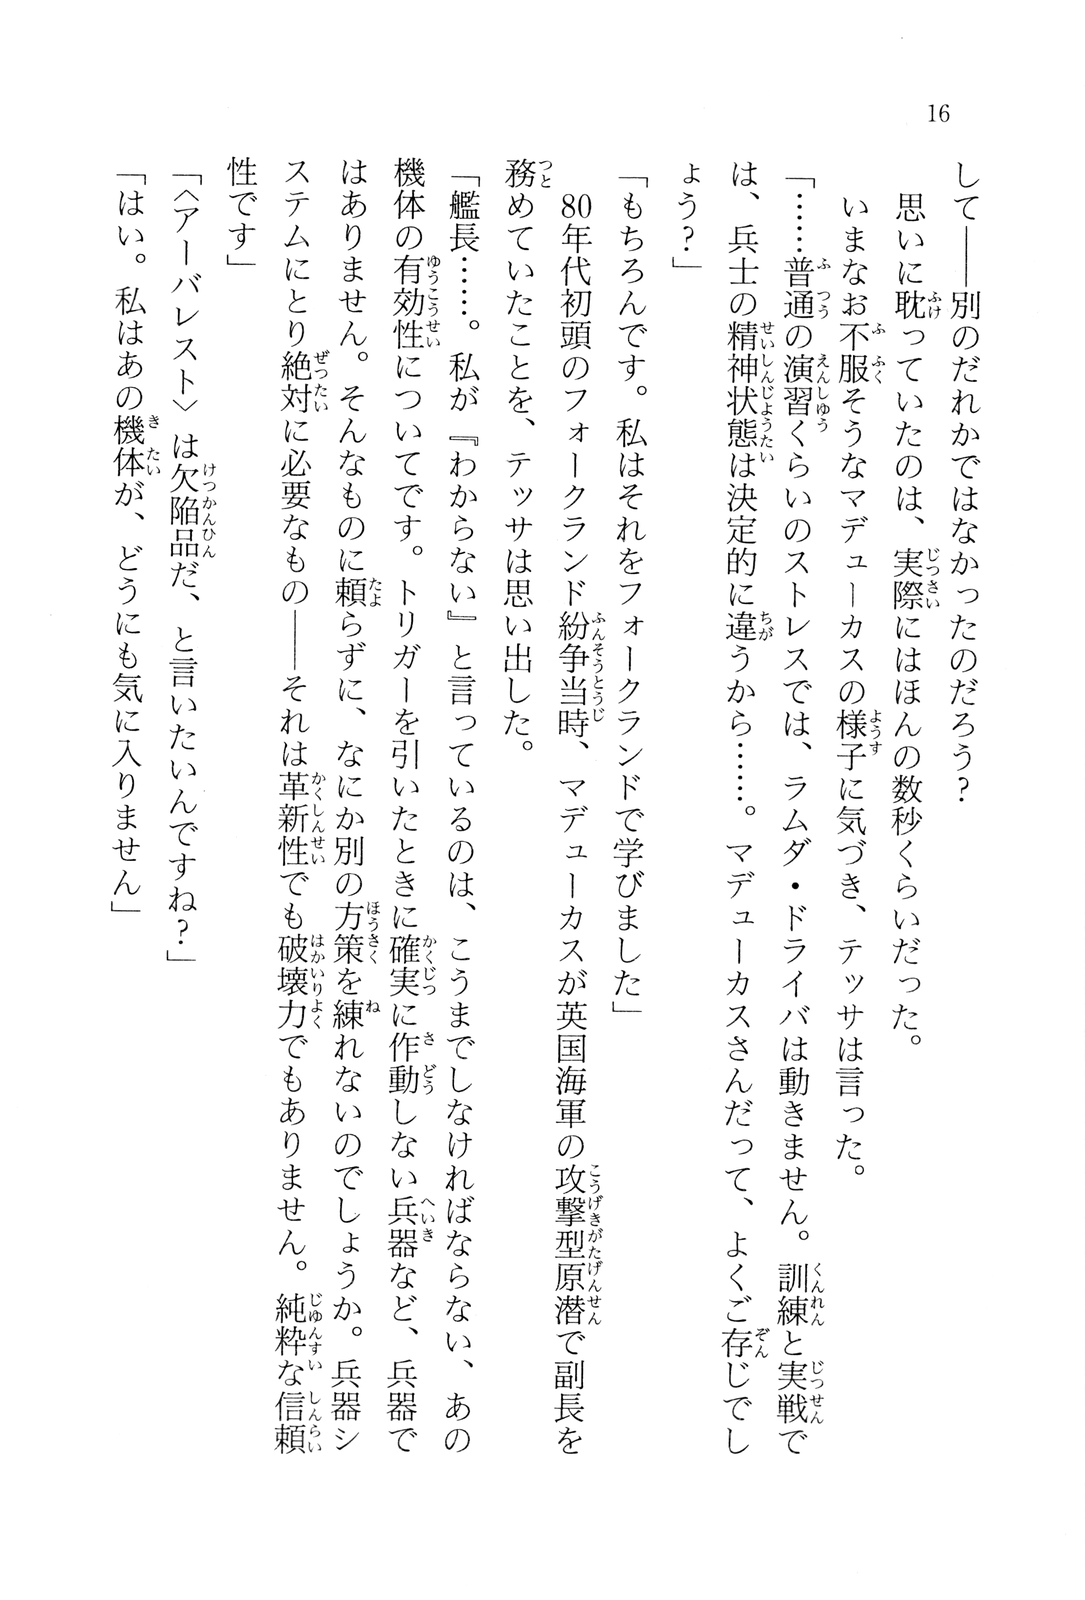 16
して――別のだれかではなかったのだろう?
思いに耽っていたのは、実際にはほんの数秒くらいだった。
いまなお不服そうなマデューカスの様子に気づき、テッサは言った。
「……普通の演習くらいのストレスでは、ラムダ・ドライバは動きません。訓練と実戦で
は、兵士の精神状態は決定的に違うから……。マデューカスさんだって、よくご存じでし
ょう?」
「もちろんです。私はそれをフォークランドで学びました」
80年代初頭のフォークランド紛争当時、マデューカスが英国海軍の攻撃型原潜で副長を
務めていたことを、テッサは思い出した。
「艦長……。私が『わからない』と言っているのは、こうまでしなければならない、あの
機体の有効性についてです。トリガーを引いたときに確実に作動しない兵器など、兵器で
はありません。そんなものに頼らずに、なにか別の方策を練れないのでしょうか。兵器シ
ステムにとり絶対に必要なもの――それは革新性でも破壊力でもありません。純粋な信頼
性です」
「〈アーバレスト〉は欠陥品だ、と言いたいんですね?」
「はい。私はあの機体が、どうにも気に入りません」